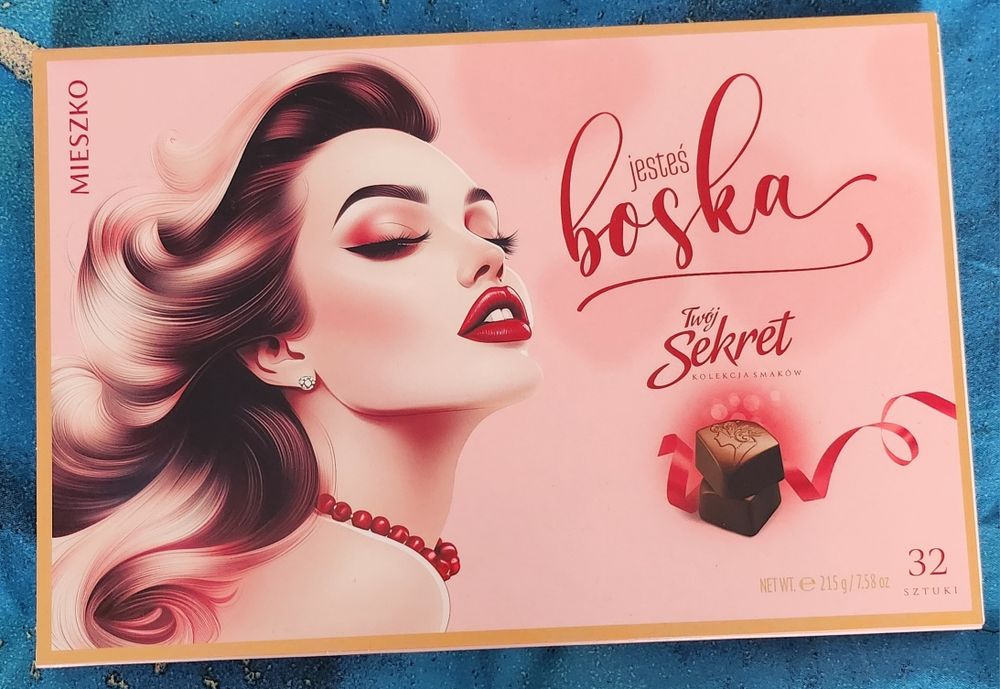 MIESZKO
jesteś
boska
Twój
Sekret
KOLEKCJA SMAKÓW
NET WT. ℮ 215 g / 7.58 oz
32
SZTUKI